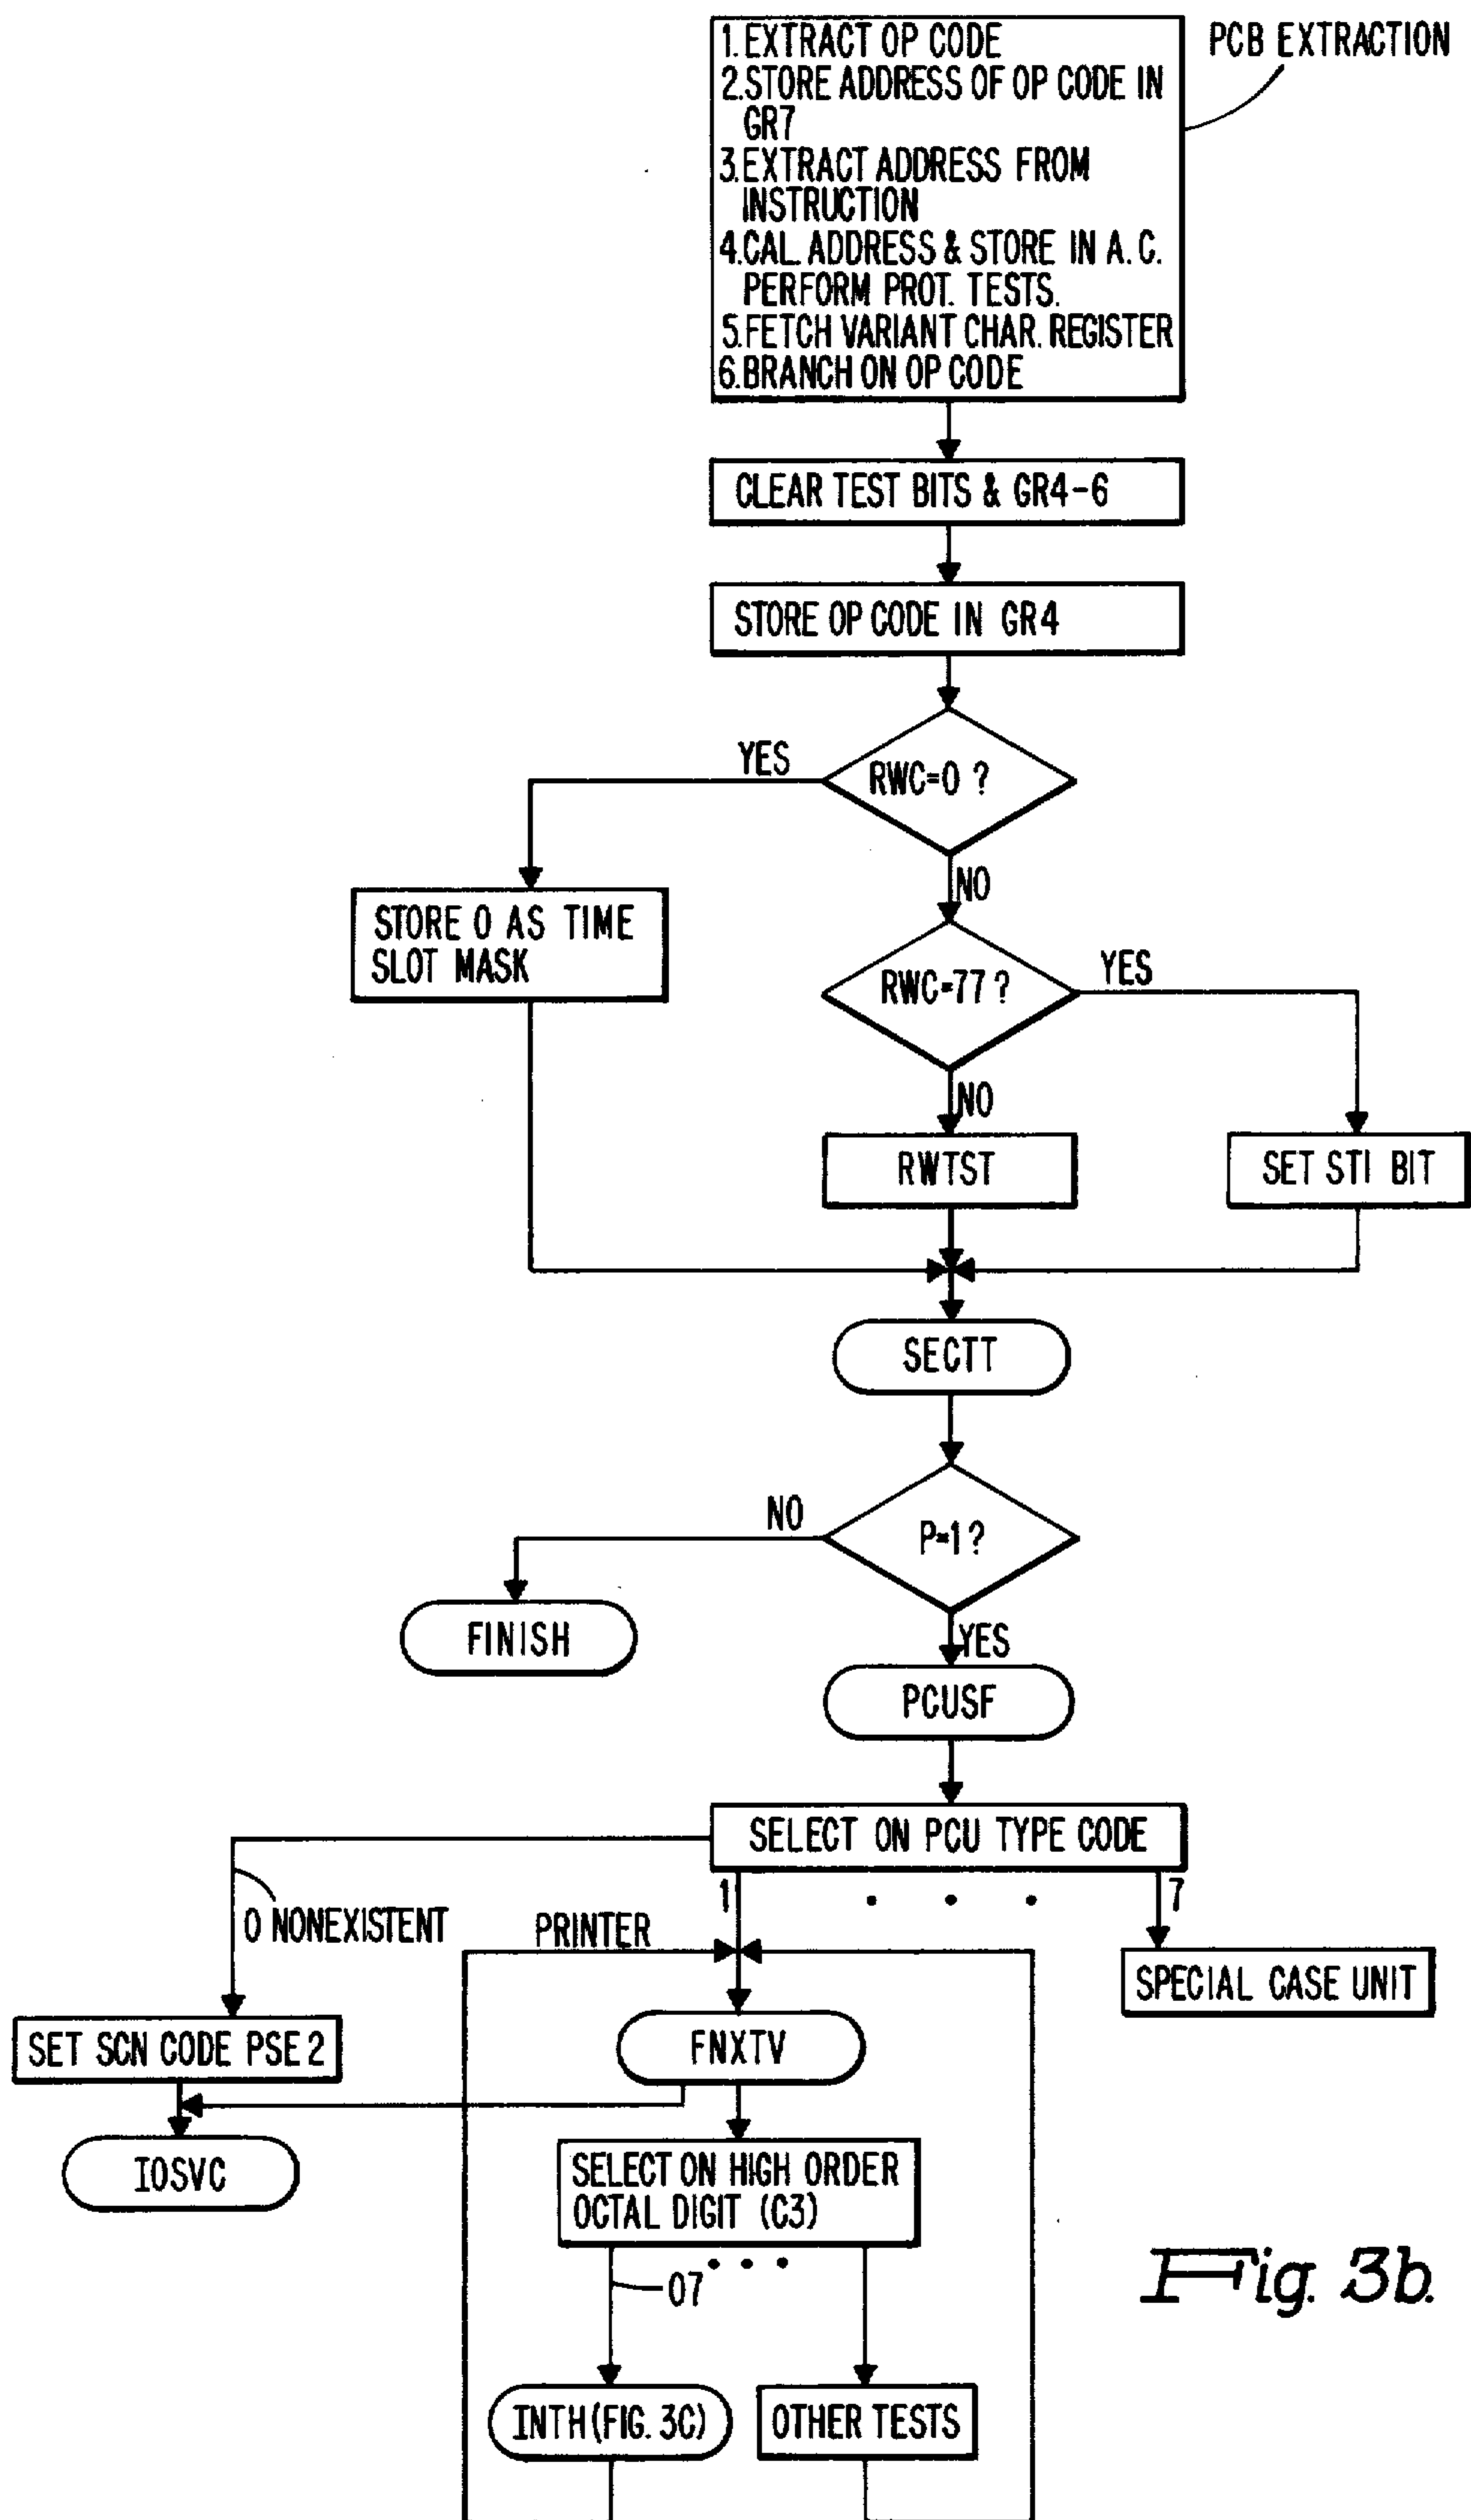 1. EXTRACT OP CODE
2. STORE ADDRESS OF OP CODE IN
GR7
3. EXTRACT ADDRESS FROM
INSTRUCTION
4. CAL. ADDRESS & STORE IN A.C.
PERFORM PROT. TESTS.
5. FETCH VARIANT CHAR. REGISTER
6. BRANCH ON OP CODE
PCB EXTRACTION
CLEAR TEST BITS & GR4-6
STORE OP CODE IN GR4
YES
RWC=0 ?
NO
STORE 0 AS TIME
SLOT MASK
RWC=77 ?
YES
NO
RWTST
SET STI BIT
SECTT
NO
P=1 ?
FINISH
YES
PCUSF
SELECT ON PCU TYPE CODE
1
. . .
7
0 NONEXISTENT
PRINTER
SPECIAL CASE UNIT
SET SCN CODE PSE 2
FNXTV
IOSVC
SELECT ON HIGH ORDER
OCTAL DIGIT (C3)
. . .
07
INTH (FIG. 3C)
OTHER TESTS
Fig. 3b.